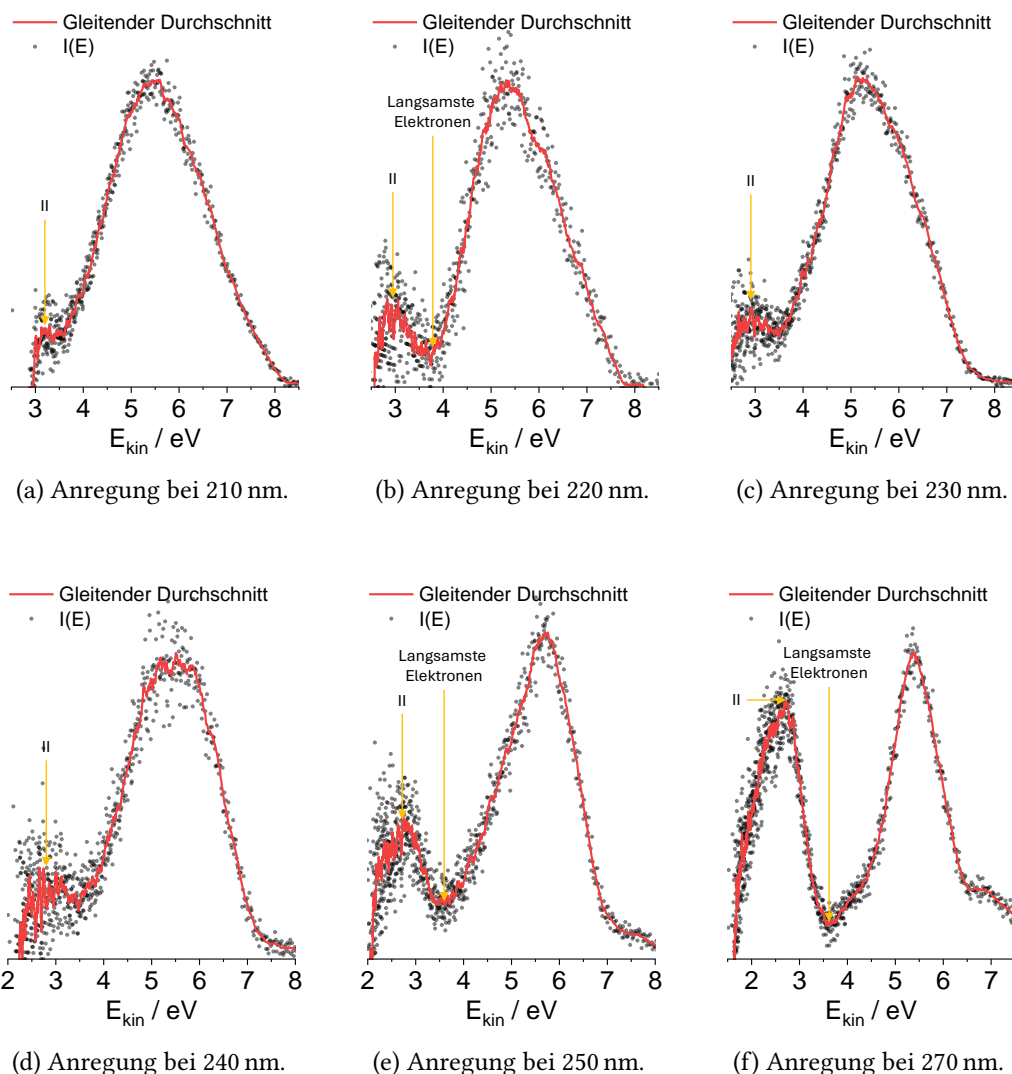 Gleitender Durchschnitt
I(E)
II
3 4 5 6 7 8
E_kin / eV
(a) Anregung bei 210 nm.
Gleitender Durchschnitt
I(E)
Langsamste
Elektronen
II
3 4 5 6 7 8
E_kin / eV
(b) Anregung bei 220 nm.
Gleitender Durchschnitt
I(E)
II
3 4 5 6 7 8
E_kin / eV
(c) Anregung bei 230 nm.
Gleitender Durchschnitt
I(E)
II
2 3 4 5 6 7 8
E_kin / eV
(d) Anregung bei 240 nm.
Gleitender Durchschnitt
I(E)
Langsamste
Elektronen
II
2 3 4 5 6 7 8
E_kin / eV
(e) Anregung bei 250 nm.
Gleitender Durchschnitt
I(E)
Langsamste
Elektronen
II
2 3 4 5 6 7
E_kin / eV
(f) Anregung bei 270 nm.